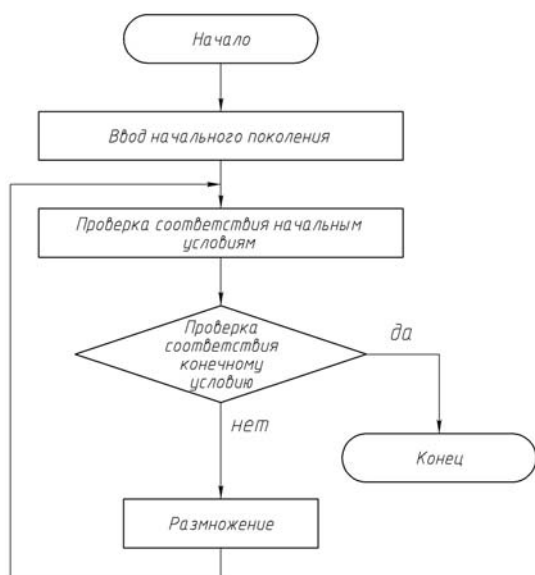 Начало
Ввод начального поколения
Проверка соответствия начальным
условиям
Проверка
соответствия
конечному
условию
да
нет
Конец
Размножение